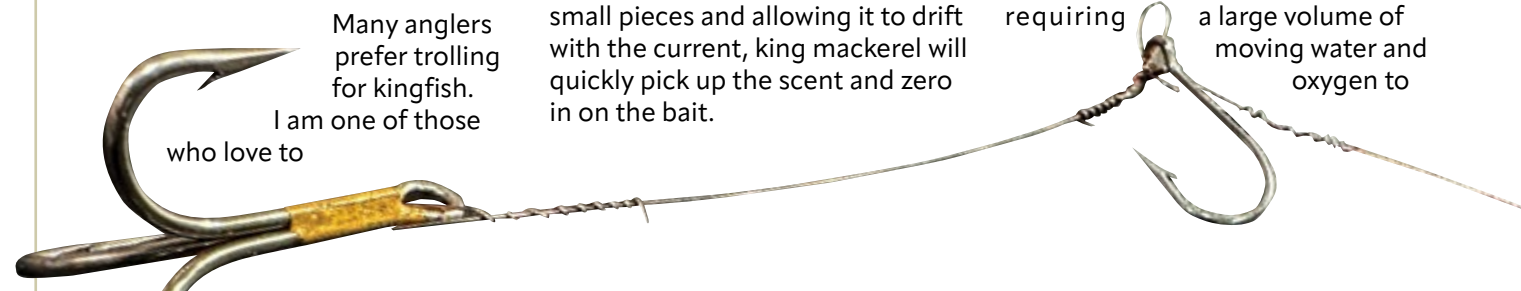 Many anglers
prefer trolling
for kingfish.
I am one of those
who love to
small pieces and allowing it to drift
with the current, king mackerel will
quickly pick up the scent and zero
in on the bait.
requiring a large volume of
moving water and
oxygen to